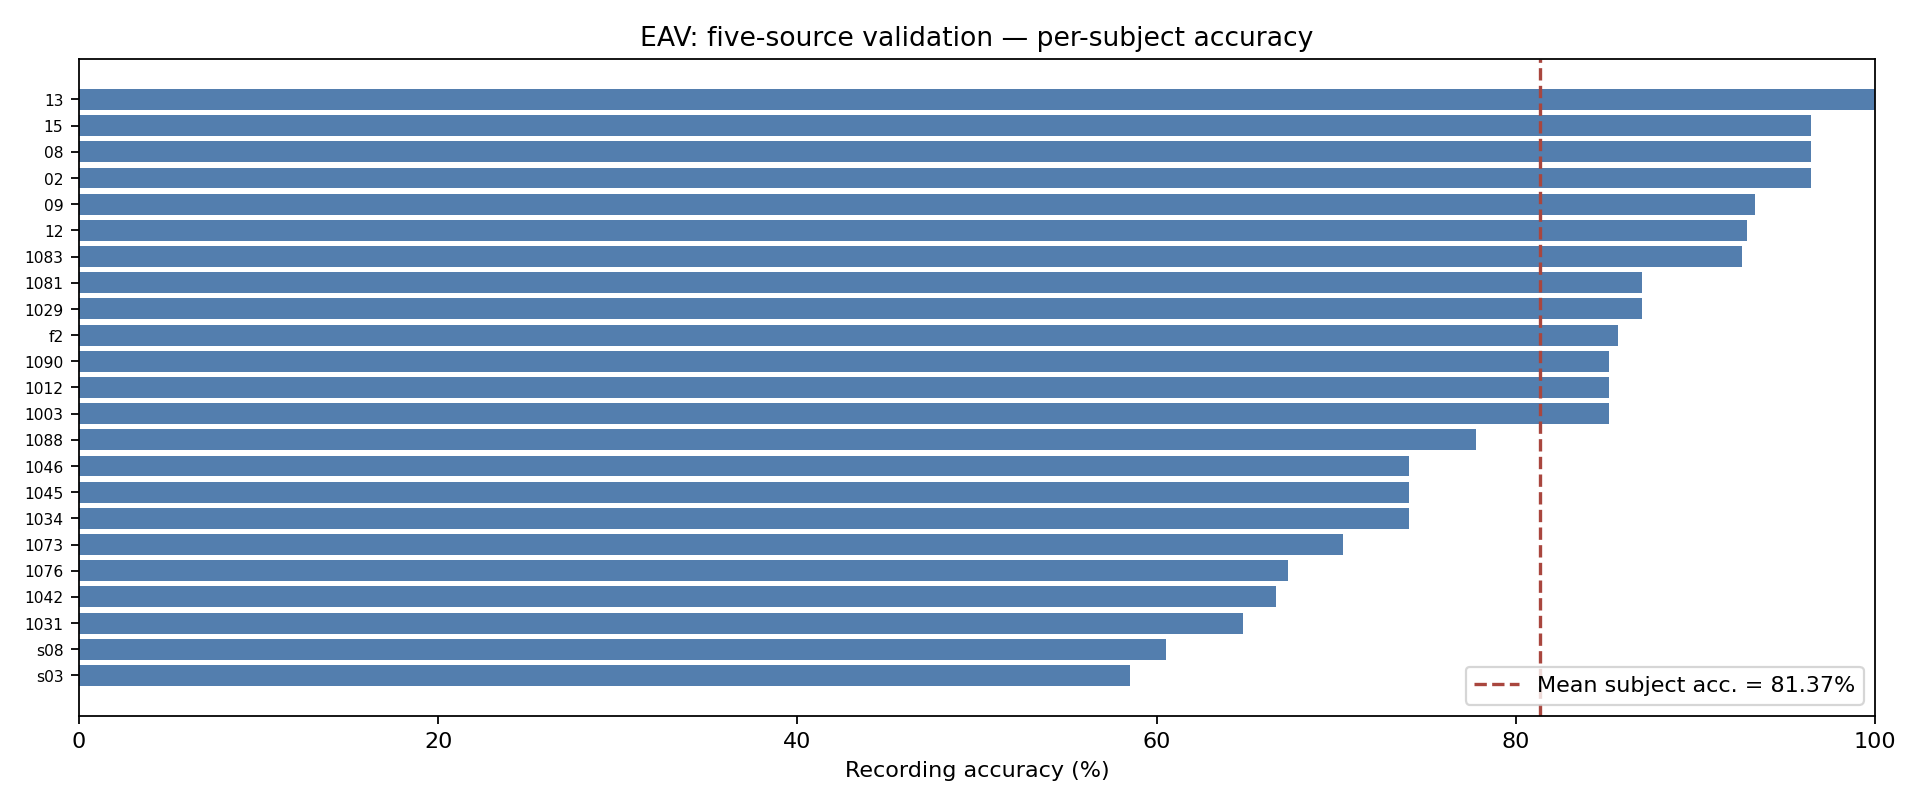 EAV: five-source validation — per-subject accuracy
13
15
08
02
09
12
1083
1081
1029
f2
1090
1012
1003
1088
1046
1045
1034
1073
1076
1042
1031
s08
s03
Mean subject acc. = 81.37%
0 20 40 60 80 100
Recording accuracy (%)